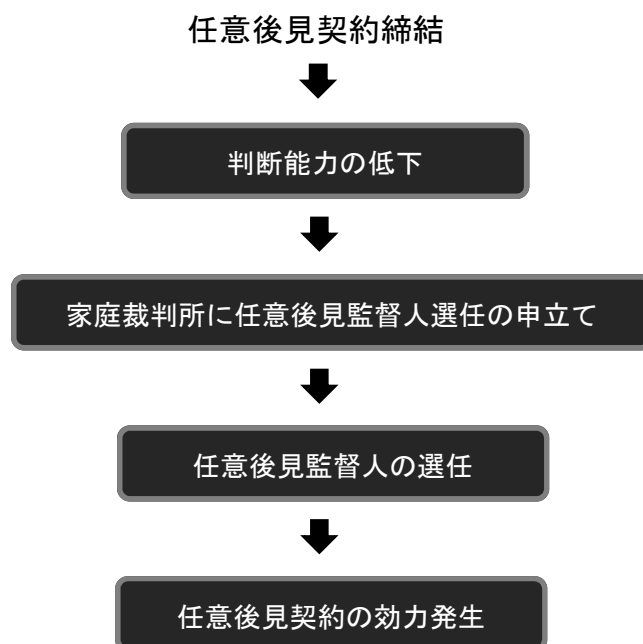 任意後見契約締結
判断能力の低下
家庭裁判所に任意後見監督人選任の申立て
任意後見監督人の選任
任意後見契約の効力発生